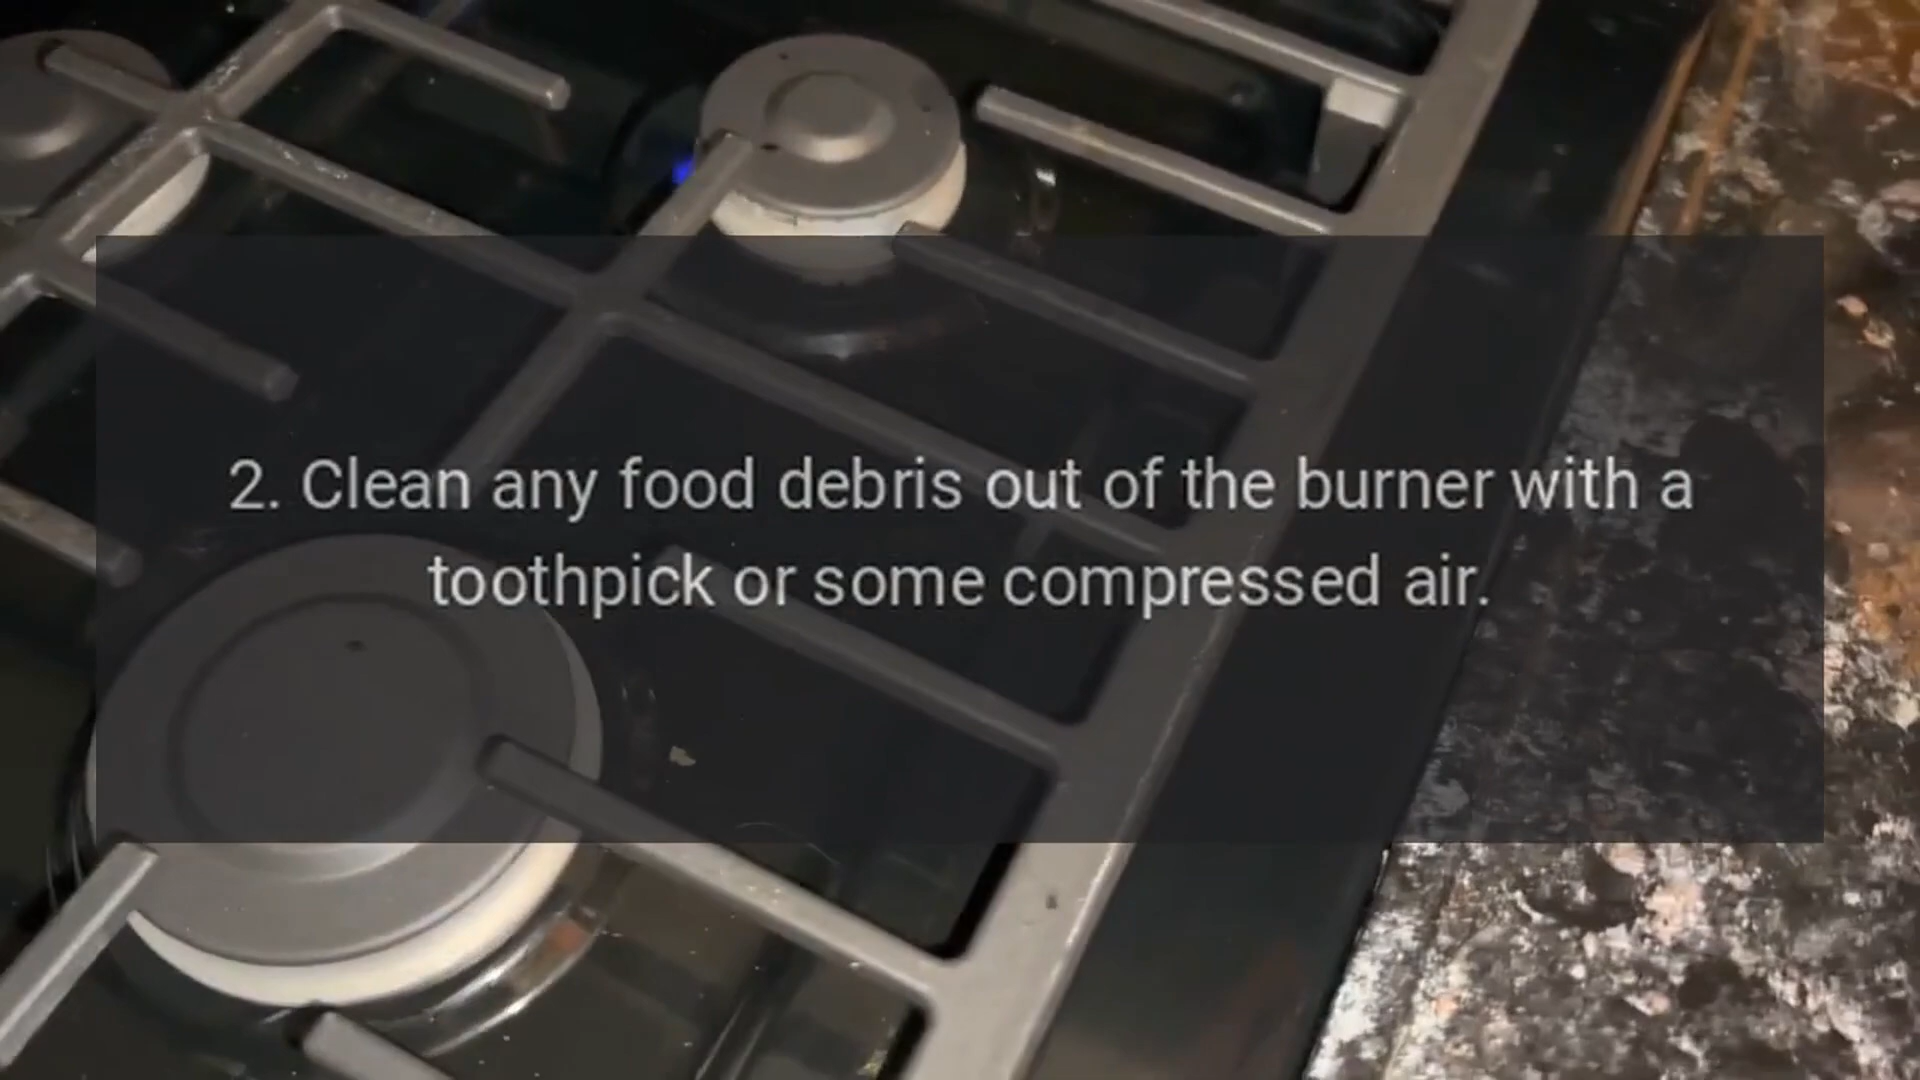 2. Clean any food debris out of the burner with a
toothpick or some compressed air.